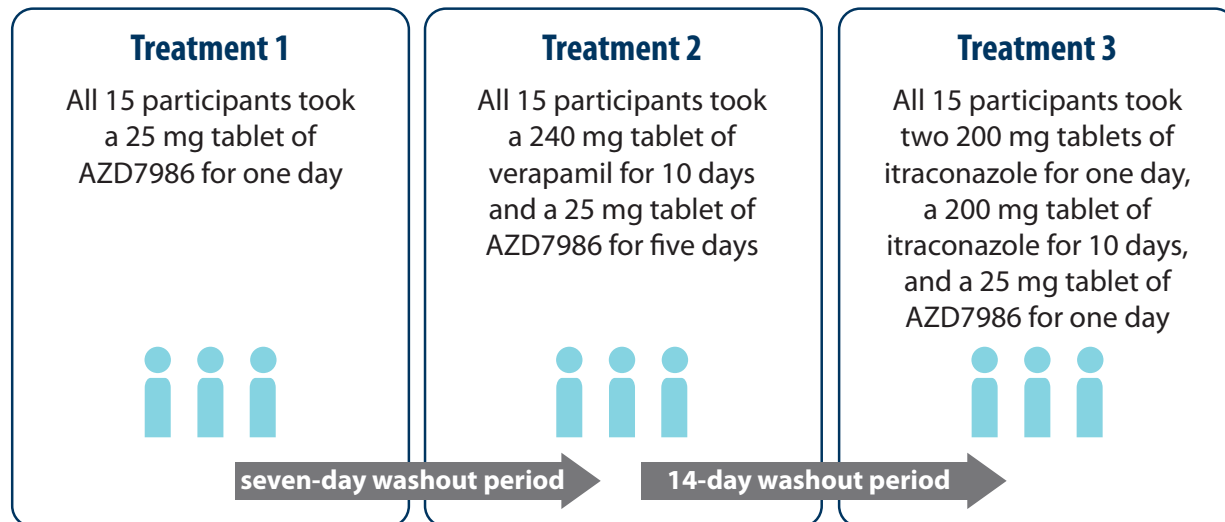 Treatment 1
All 15 participants took
a 25 mg tablet of
AZD7986 for one day
Treatment 2
All 15 participants took
a 240 mg tablet of
verapamil for 10 days
and a 25 mg tablet of
AZD7986 for five days
Treatment 3
All 15 participants took
two 200 mg tablets of
itraconazole for one day,
a 200 mg tablet of
itraconazole for 10 days,
and a 25 mg tablet of
AZD7986 for one day
seven-day washout period
14-day washout period